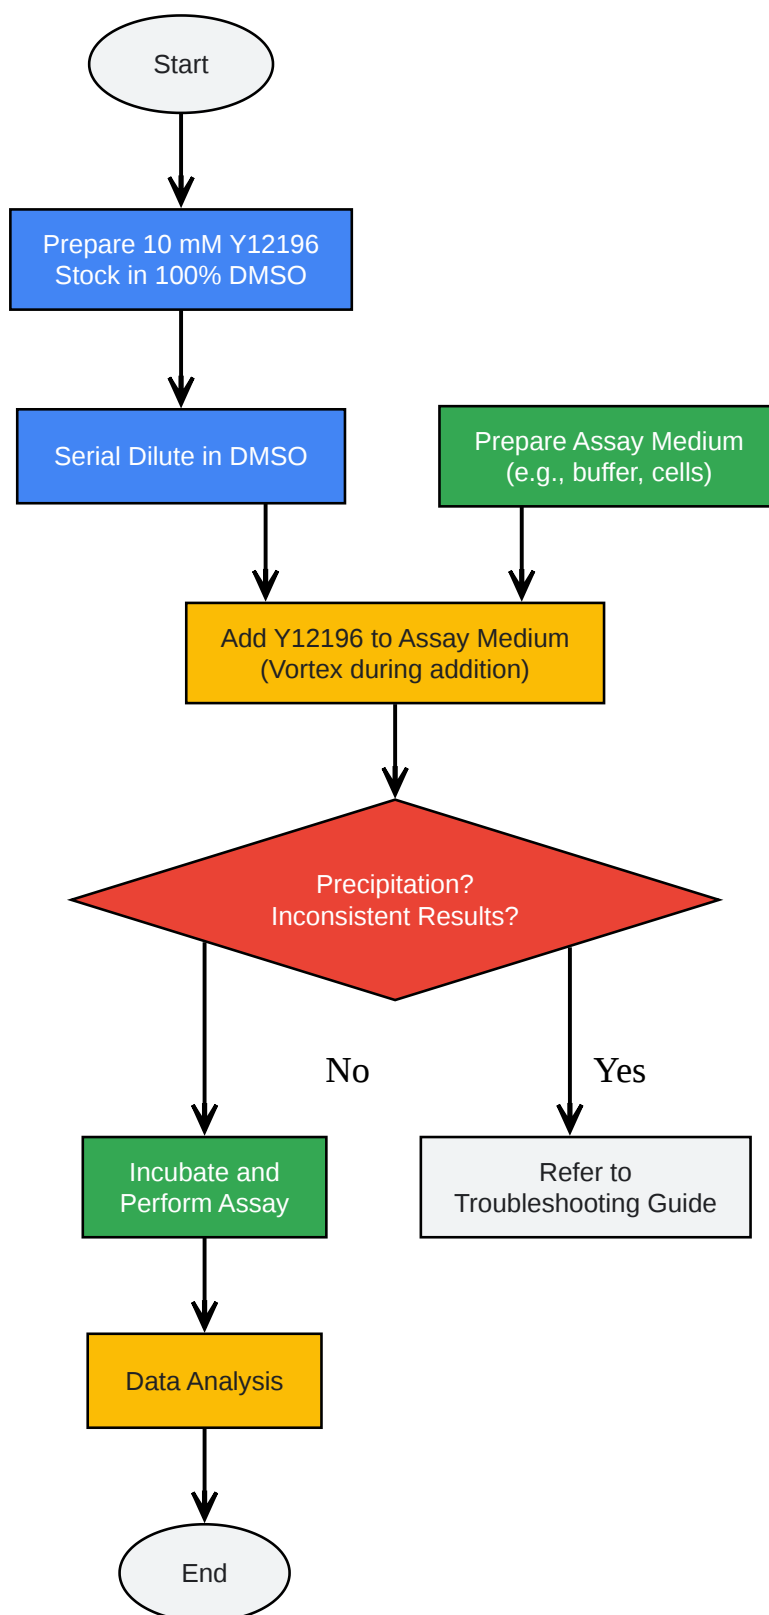 Start
Prepare 10 mM Y12196
Stock in 100% DMSO
Serial Dilute in DMSO
Prepare Assay Medium
(e.g., buffer, cells)
Add Y12196 to Assay Medium
(Vortex during addition)
Precipitation?
Inconsistent Results?
No
Yes
Incubate and
Perform Assay
Refer to
Troubleshooting Guide
Data Analysis
End